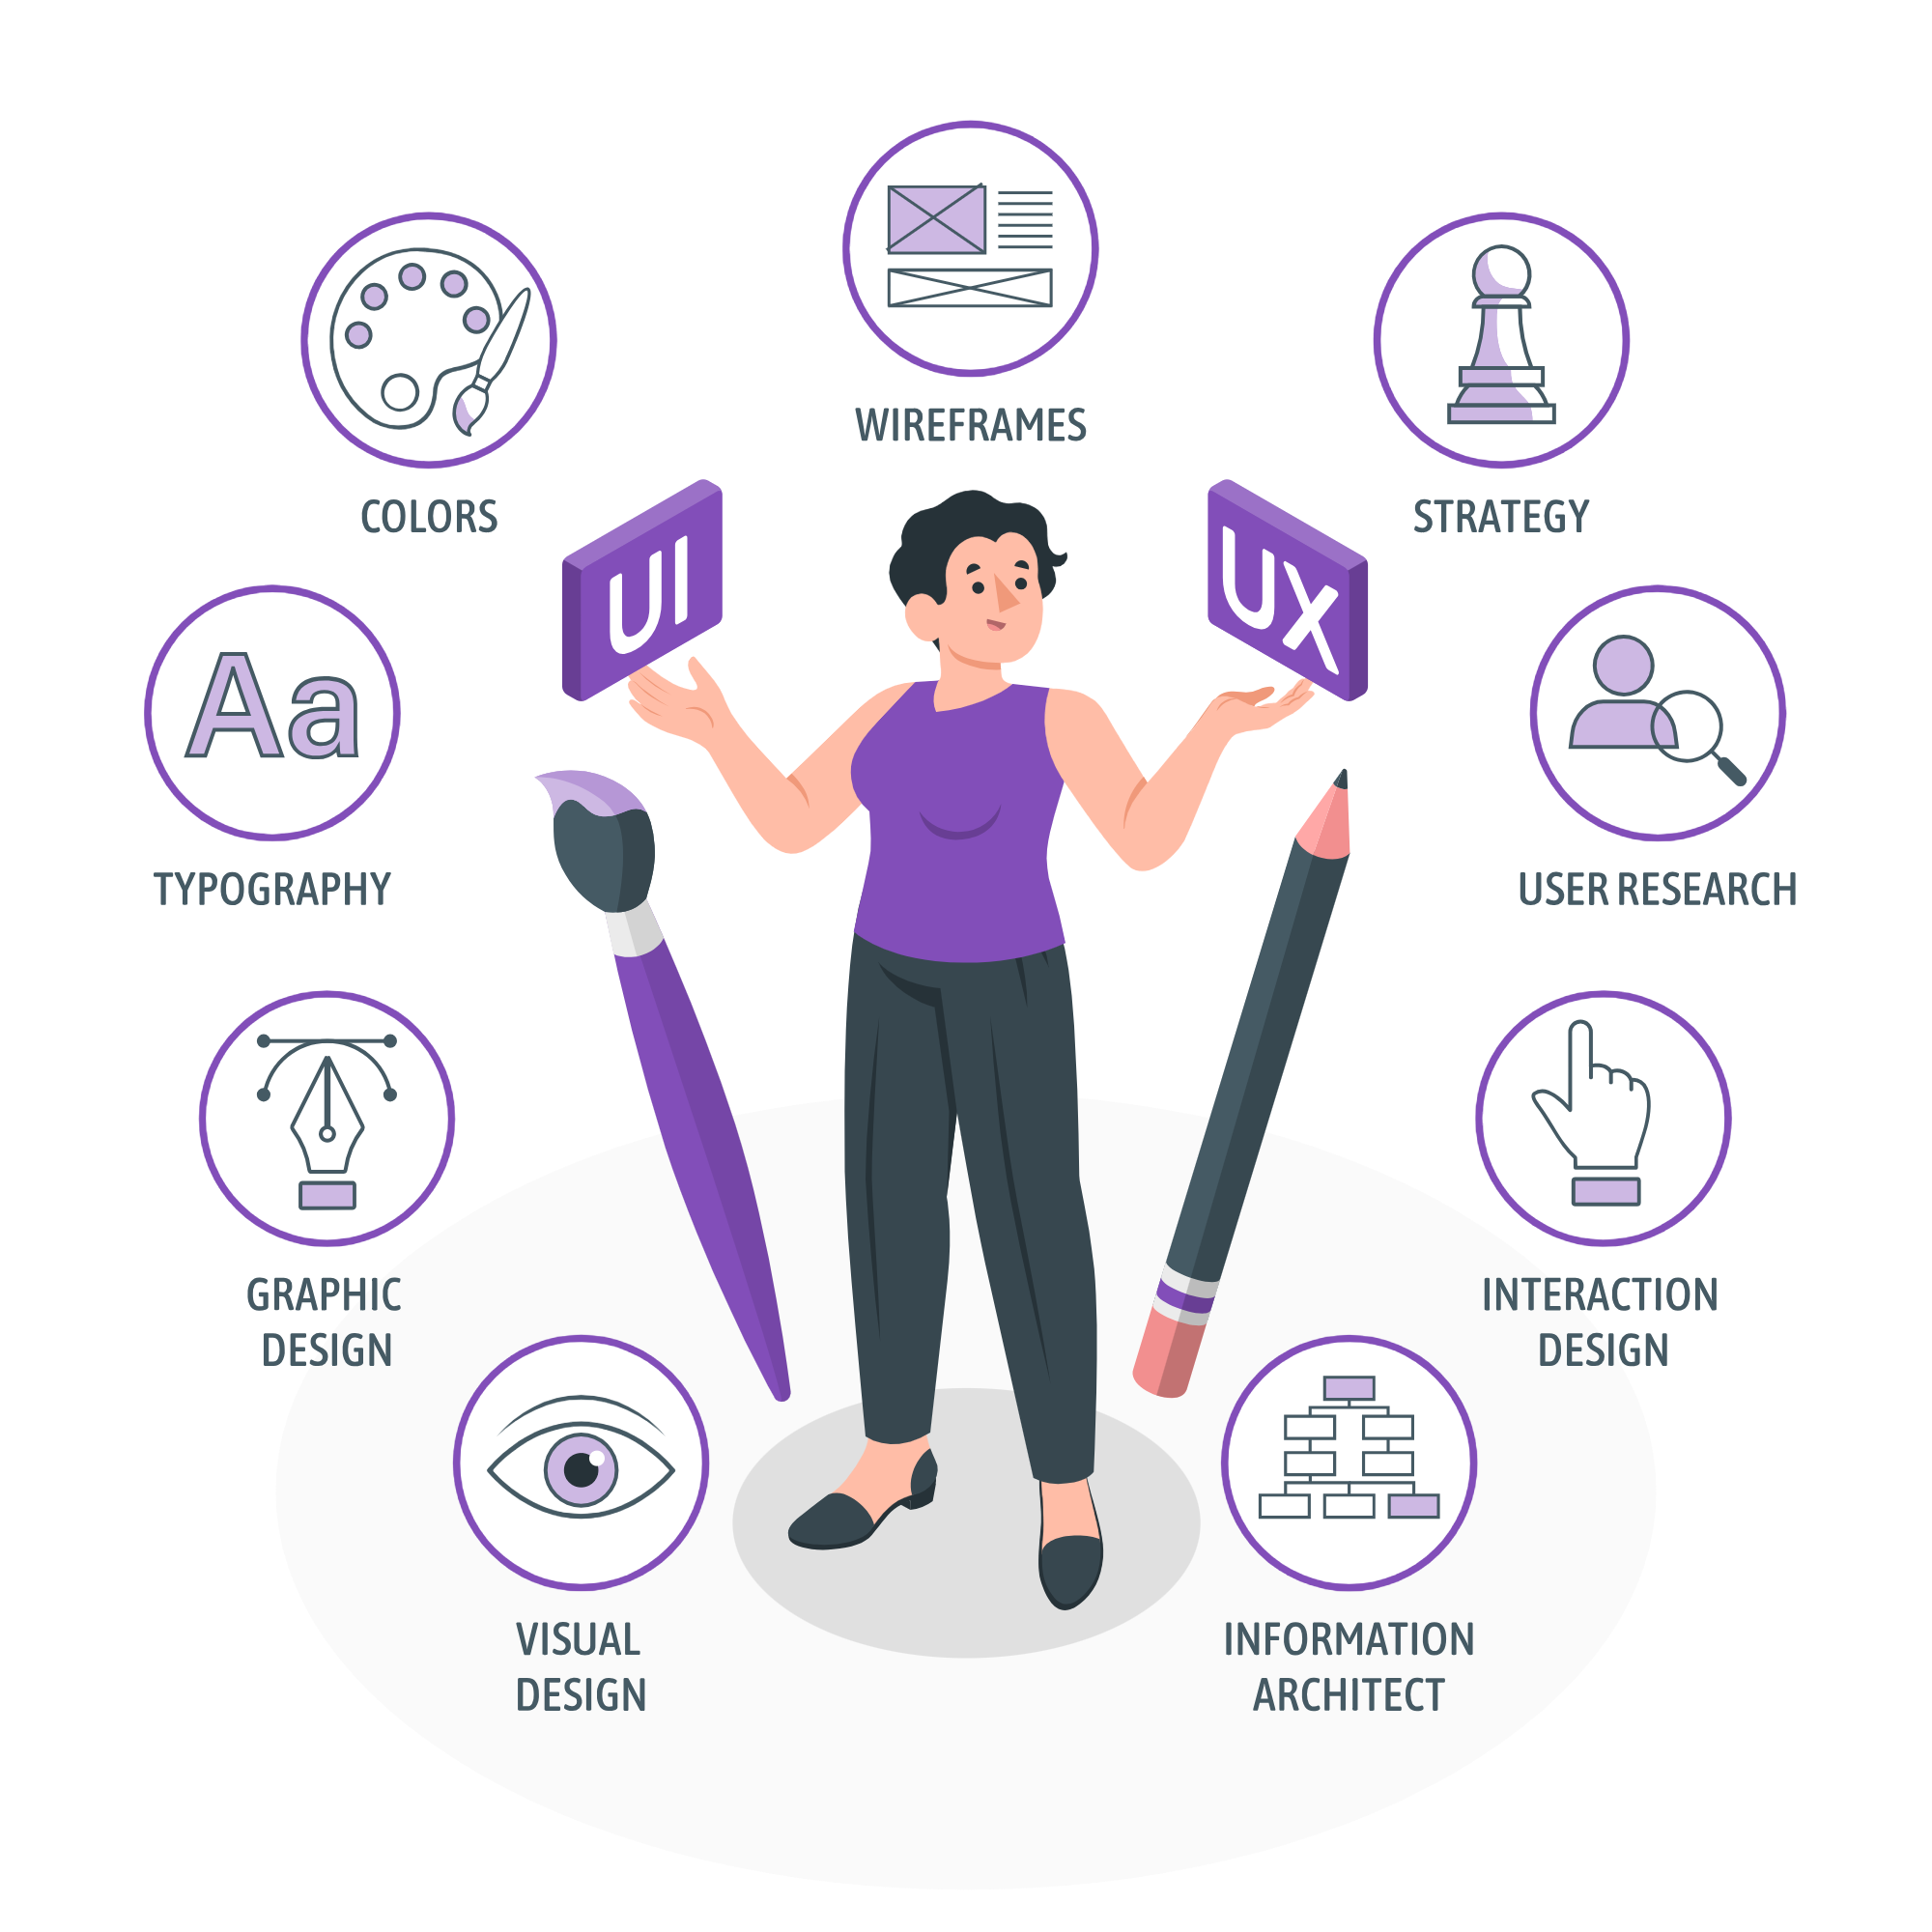 WIREFRAMES
COLORS
STRATEGY
UI
UX
Aa
TYPOGRAPHY
USER RESEARCH
GRAPHIC
DESIGN
INTERACTION
DESIGN
VISUAL
DESIGN
INFORMATION
ARCHITECT